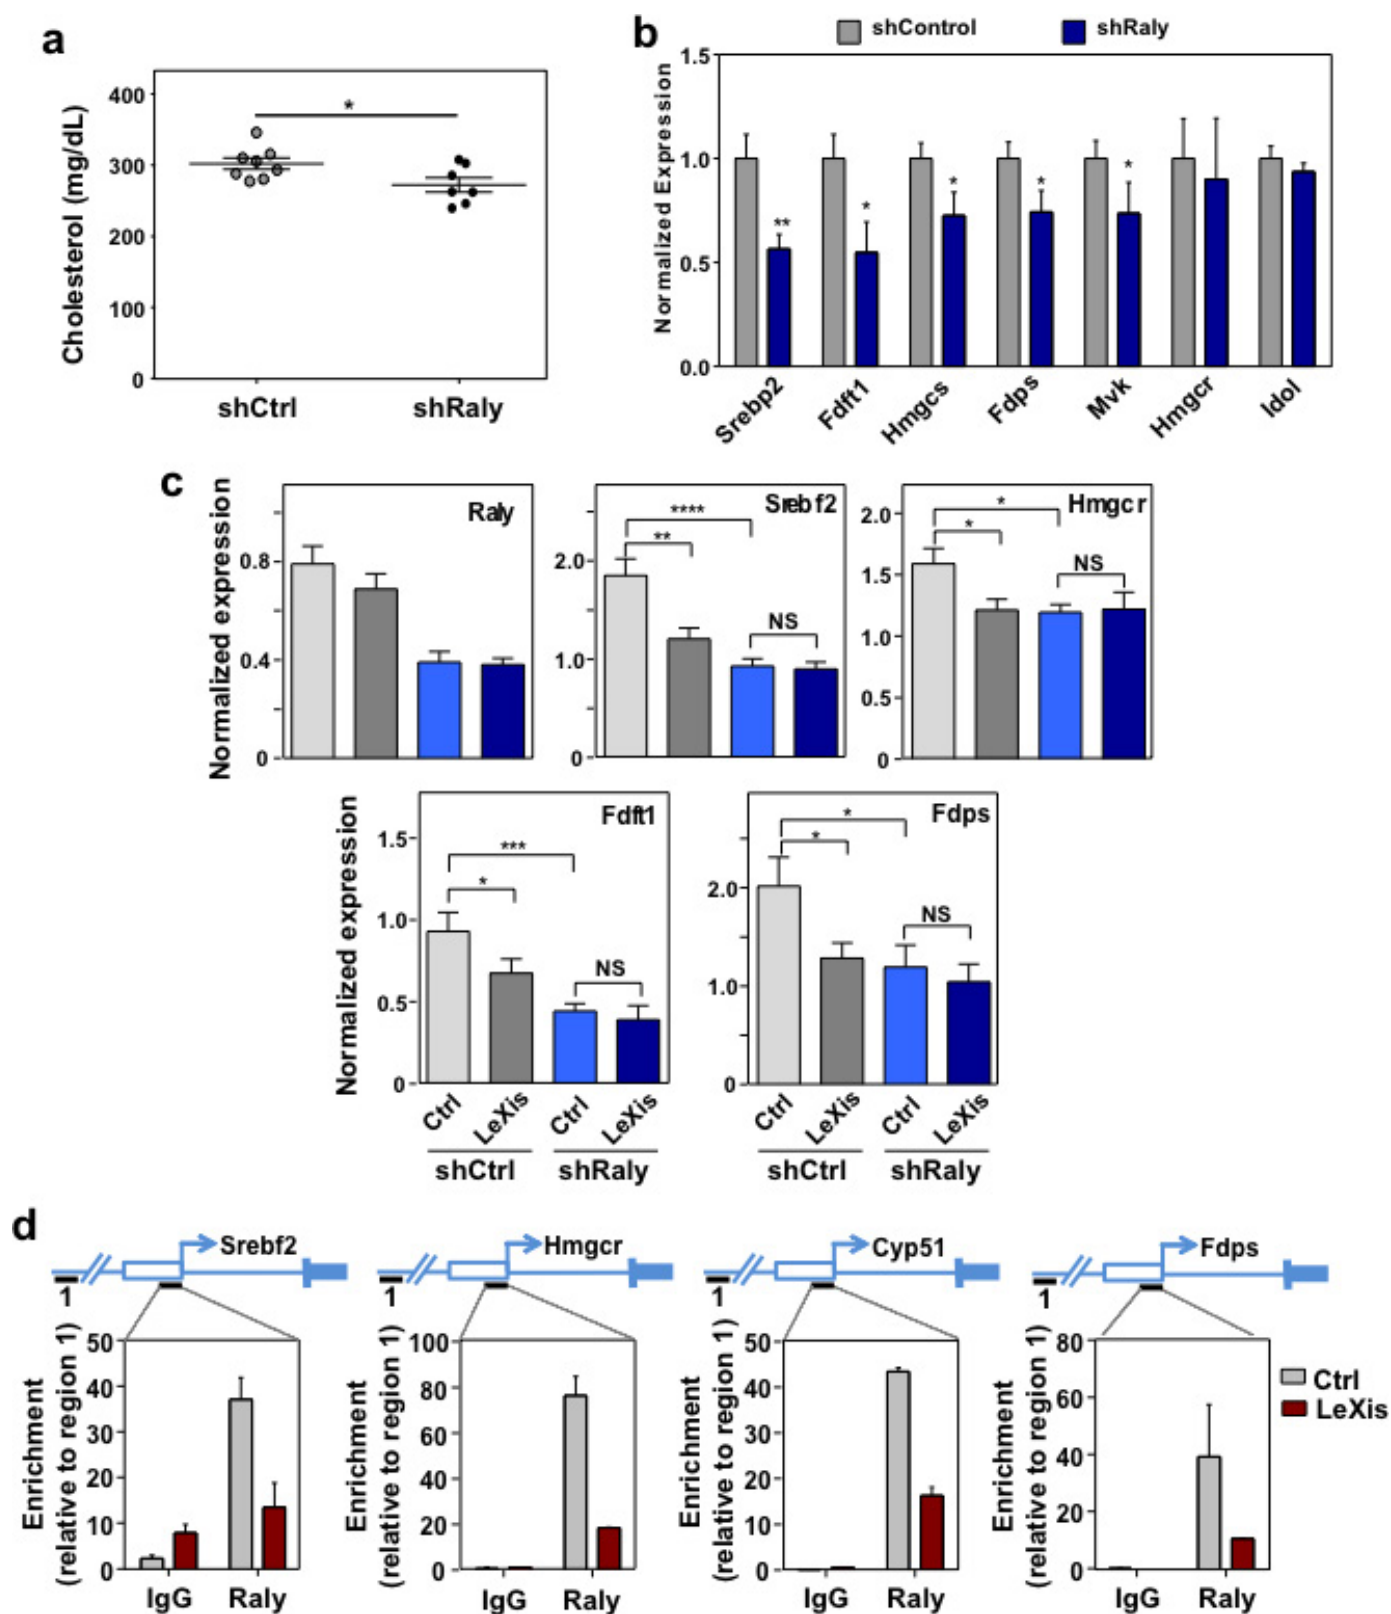 a
Cholesterol (mg/dL)
400
300
200
100
0
*
shCtrl
shRaly
b
shControl
shRaly
Normalized Expression
1.5
1.0
0.5
0.0
**
*
*
*
*
Srebp2
Fdft1
Hmgcs
Fdps
Mvk
Hmgcr
Idol
c
Normalized expression
Raly
0.8
0.4
0
Srebf2
2.0
1.0
0
****
**
NS
Hmgcr
2.0
1.5
1.0
0.5
0
*
*
NS
Normalized expression
Fdft1
1.5
1.0
0.5
0
***
*
NS
Ctrl
LeXis
Ctrl
LeXis
shCtrl
shRaly
Fdps
2.0
1.0
0
*
*
NS
Ctrl
LeXis
Ctrl
LeXis
shCtrl
shRaly
d
Srebf2
1
Enrichment
(relative to region 1)
50
40
30
20
10
0
IgG
Raly
Hmgcr
1
Enrichment
(relative to region 1)
100
80
60
40
20
0
IgG
Raly
Cyp51
1
Enrichment
(relative to region 1)
50
40
30
20
10
0
IgG
Raly
Fdps
1
Enrichment
(relative to region 1)
80
60
40
20
0
IgG
Raly
Ctrl
LeXis